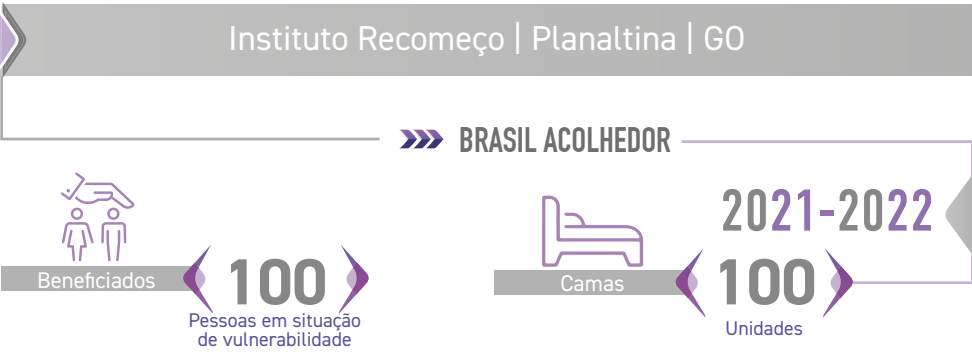 Instituto Recomeço | Planaltina | GO
BRASIL ACOLHEDOR
2021-2022
Beneficiados
100
Pessoas em situação
de vulnerabilidade
Camas
100
Unidades